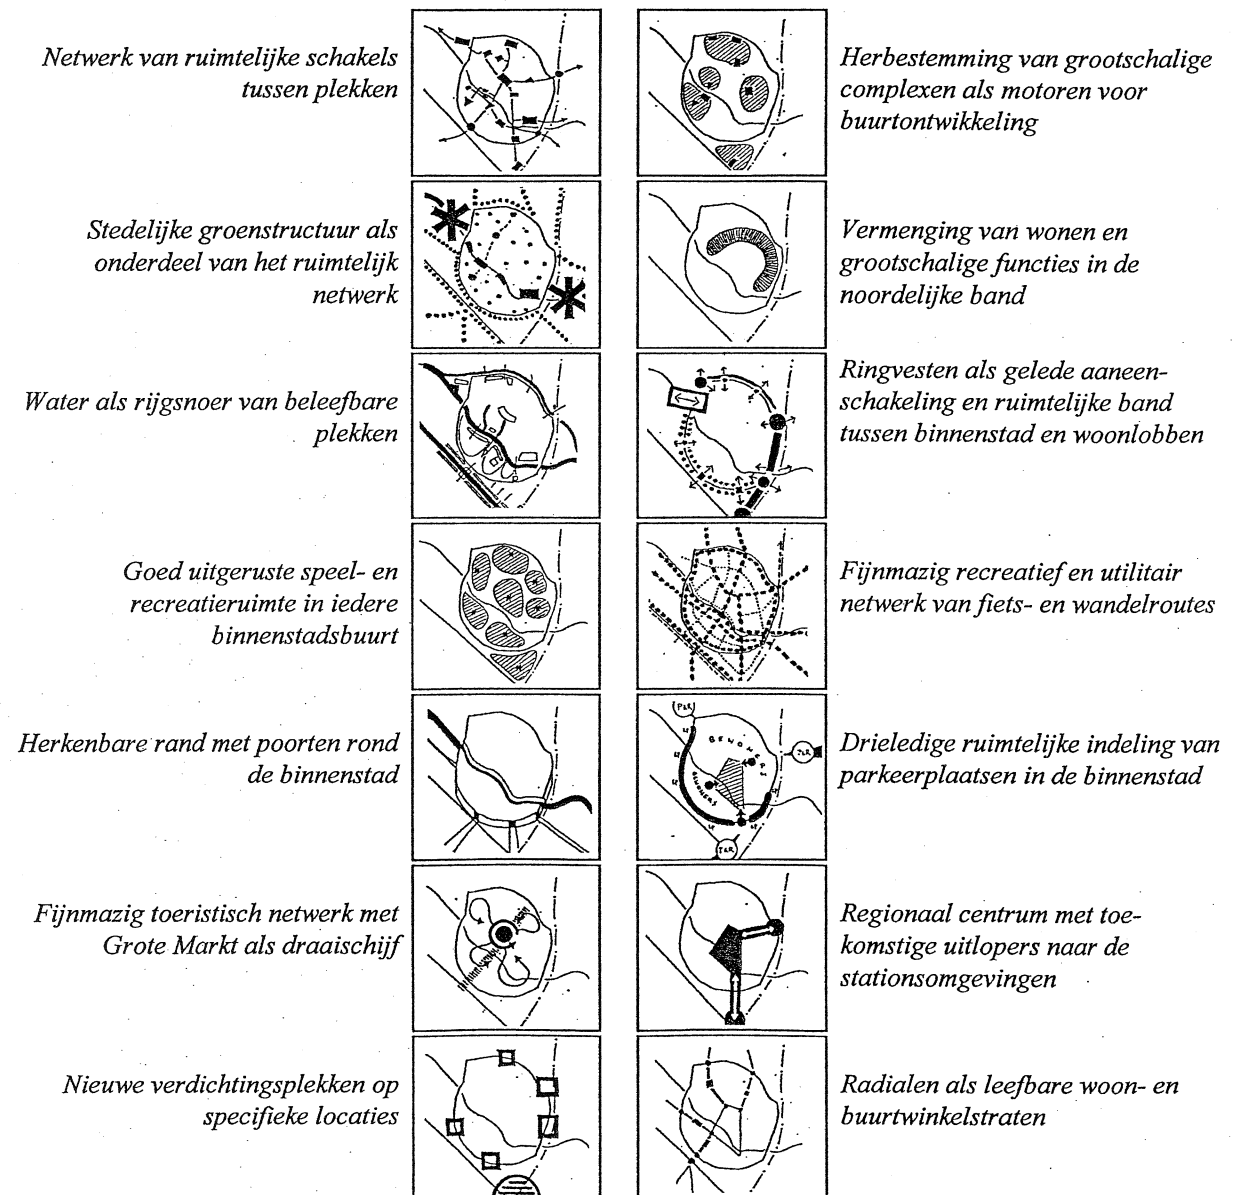 Netwerk van ruimtelijke schakels
tussen plekken
Herbestemming van grootschalige
complexen als motoren voor
buurtontwikkeling
Stedelijke groenstructuur als
onderdeel van het ruimtelijk
netwerk
Vermenging van wonen en
grootschalige functies in de
noordelijke band
Water als rijgsnoer van beleefbare
plekken
Ringvesten als gelede aaneen-
schakeling en ruimtelijke band
tussen binnenstad en woonlobben
Goed uitgeruste speel- en
recreatieruimte in iedere
binnenstadsbuurt
Fijnmazig recreatief en utilitair
netwerk van fiets- en wandelroutes
Herkenbare rand met poorten rond
de binnenstad
P&R
BEWONERS
BEWONERS
Drieledige ruimtelijke indeling van
parkeerplaatsen in de binnenstad
Fijnmazig toeristisch netwerk met
Grote Markt als draaischijf
Regionaal centrum met toe-
komstige uitlopers naar de
stationsomgevingen
Nieuwe verdichtingsplekken op
specifieke locaties
Radialen als leefbare woon- en
buurtwinkelstraten